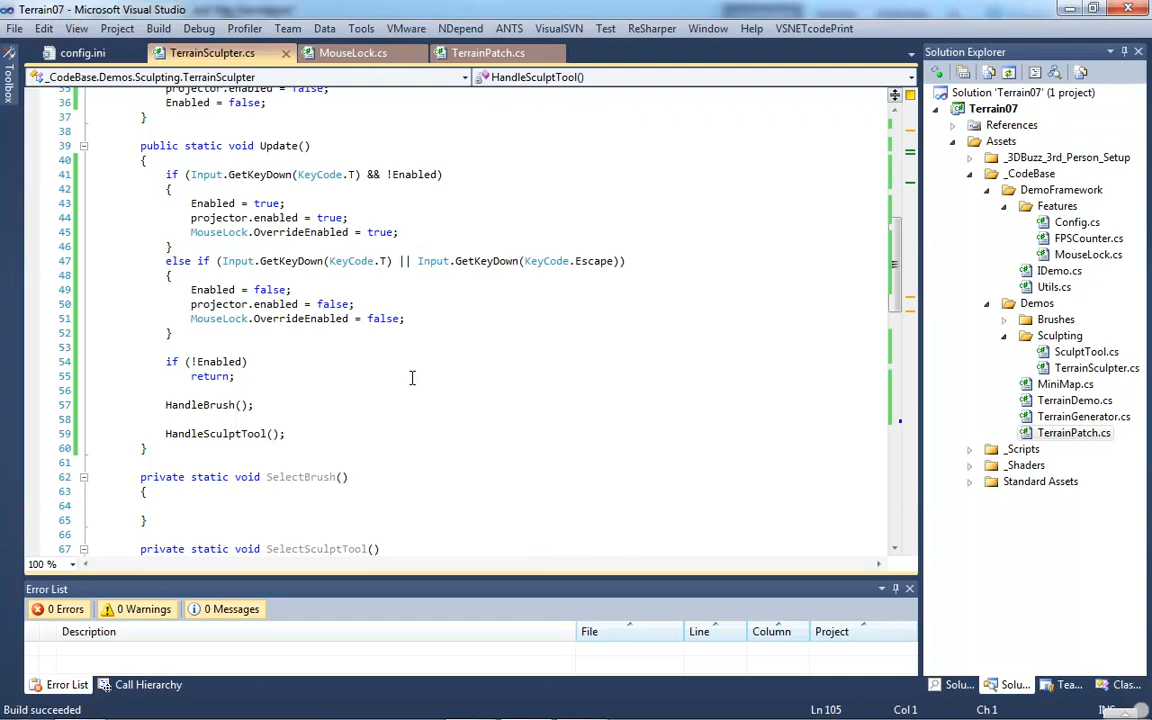 Terrain07 - Microsoft Visual Studio
File Edit View Project Build Debug Profiler Team Data Tools VMware NDepend ANTS VisualSVN Test ReSharper Window Help VSNETcodePrint
config.ini TerrainSculpter.cs MouseLock.cs TerrainPatch.cs
Toolbox
_CodeBase.Demos.Sculpting.TerrainSculpter HandleSculptTool()
35 projector.enabled = false;
36 Enabled = false;
37 }
38
39 public static void Update()
40 {
41 if (Input.GetKeyDown(KeyCode.T) && !Enabled)
42 {
43 Enabled = true;
44 projector.enabled = true;
45 MouseLock.OverrideEnabled = true;
46 }
47 else if (Input.GetKeyDown(KeyCode.T) || Input.GetKeyDown(KeyCode.Escape))
48 {
49 Enabled = false;
50 projector.enabled = false;
51 MouseLock.OverrideEnabled = false;
52 }
53
54 if (!Enabled)
55 return;
56
57 HandleBrush();
58
59 HandleSculptTool();
60 }
61
62 private static void SelectBrush()
63 {
64
65 }
66
67 private static void SelectSculptTool()
100 %
Error List
0 Errors 0 Warnings 0 Messages
Description File Line Column Project
Error List Call Hierarchy
Build succeeded Ln 105 Col 1 Ch 1
Solution Explorer
Solution 'Terrain07' (1 project)
Terrain07
References
Assets
_3DBuzz_3rd_Person_Setup
_CodeBase
DemoFramework
Features
Config.cs
FPSCounter.cs
MouseLock.cs
IDemo.cs
Utils.cs
Demos
Brushes
Sculpting
SculptTool.cs
TerrainSculpter.cs
MiniMap.cs
TerrainDemo.cs
TerrainGenerator.cs
TerrainPatch.cs
_Scripts
_Shaders
Standard Assets
Solu... Solu... Tea... Clas...